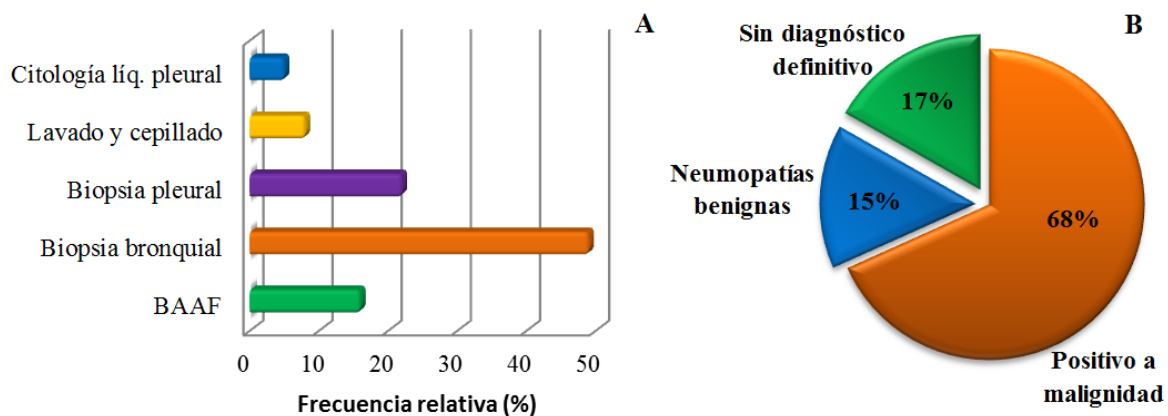 A
Citología líq. pleural
Lavado y cepillado
Biopsia pleural
Biopsia bronquial
BAAF
0 10 20 30 40 50
Frecuencia relativa (%)
B
Sin diagnóstico
definitivo
17%
Neumopatías
benignas
15%
68%
Positivo a
malignidad